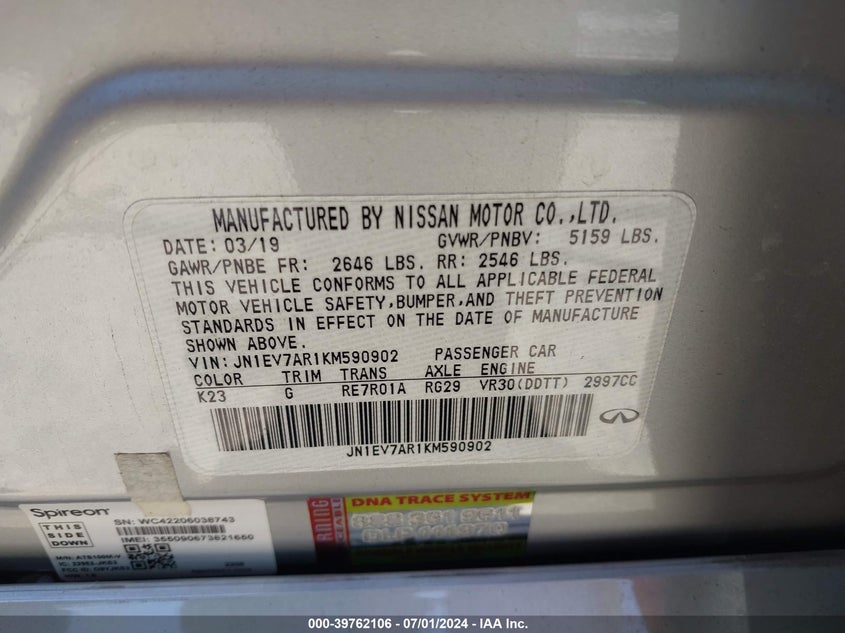 MANUFACTURED BY NISSAN MOTOR CO.,LTD.
DATE: 03/19 GVWR/PNBV: 5159 LBS.
GAWR/PNBE FR: 2646 LBS. RR: 2546 LBS.
THIS VEHICLE CONFORMS TO ALL APPLICABLE FEDERAL
MOTOR VEHICLE SAFETY,BUMPER,AND THEFT PREVENTION
STANDARDS IN EFFECT ON THE DATE OF MANUFACTURE
SHOWN ABOVE.
VIN: JN1EV7AR1KM590902 PASSENGER CAR
COLOR TRIM TRANS AXLE ENGINE
K23 G RE7R01A RG29 VR30(DDTT) 2997CC
JN1EV7AR1KM590902
Spireon
THIS
SIDE
DOWN
SN: WC42206038743
IMEI: 355090673821650
DNA TRACE SYSTEM
000-39762106 - 07/01/2024 - IAA Inc.